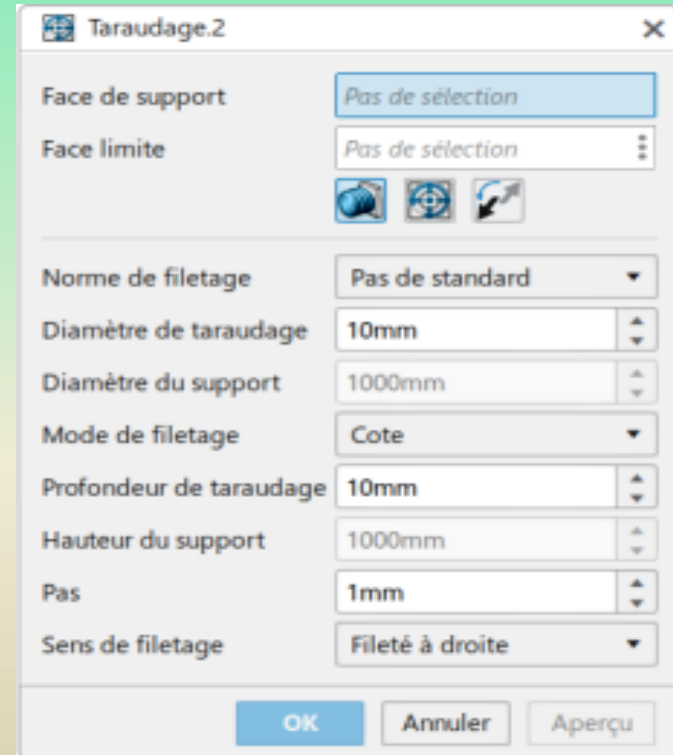 Taraudage.2
Face de support Pas de sélection
Face limite Pas de sélection
Norme de filetage Pas de standard
Diamètre de taraudage 10mm
Diamètre du support 1000mm
Mode de filetage Cote
Profondeur de taraudage 10mm
Hauteur du support 1000mm
Pas 1mm
Sens de filetage Fileté à droite
OK Annuler Aperçu